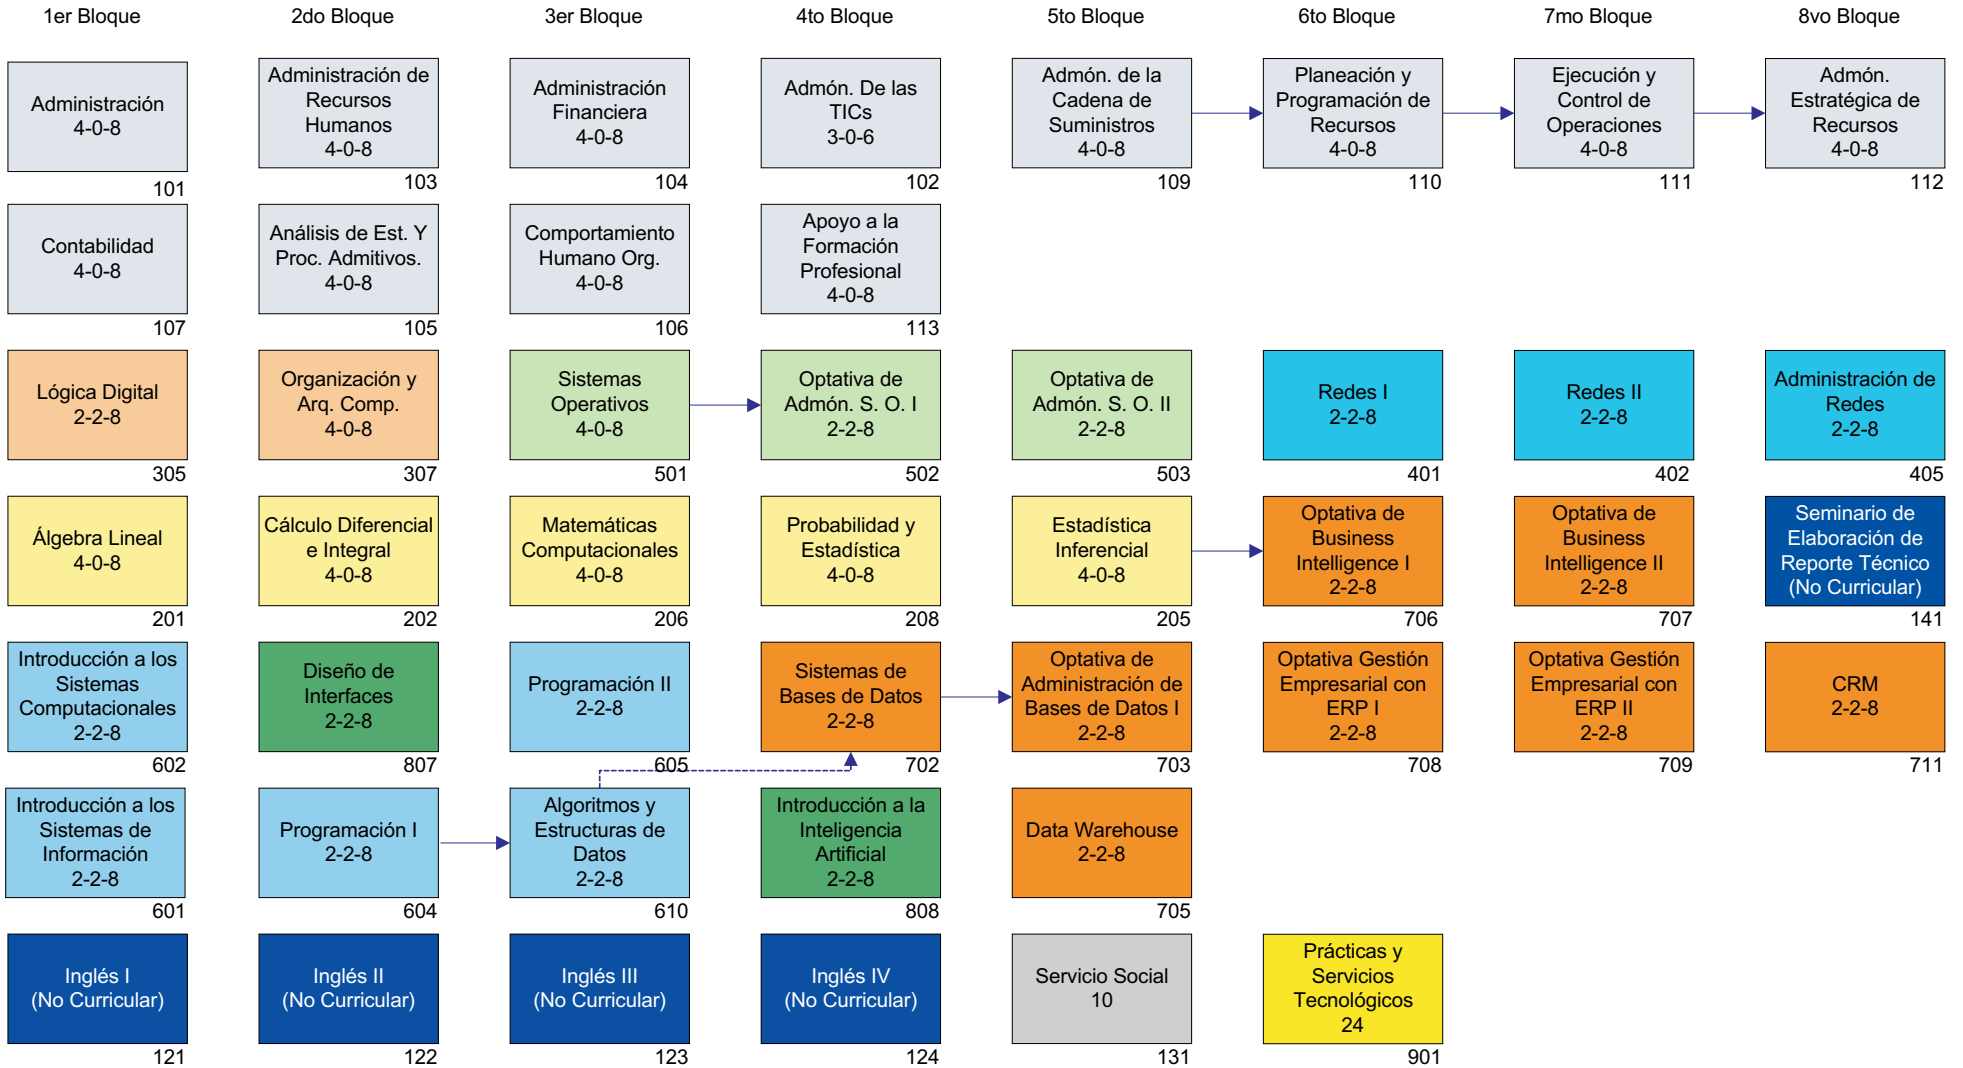 1er Bloque
2do Bloque
3er Bloque
4to Bloque
5to Bloque
6to Bloque
7mo Bloque
8vo Bloque
Administración
4-0-8
101
Administración de
Recursos
Humanos
4-0-8
103
Administración
Financiera
4-0-8
104
Admón. De las
TICs
3-0-6
102
Admón. de la
Cadena de
Suministros
4-0-8
109
Planeación y
Programación de
Recursos
4-0-8
110
Ejecución y
Control de
Operaciones
4-0-8
111
Admón.
Estratégica de
Recursos
4-0-8
112
Contabilidad
4-0-8
107
Análisis de Est. Y
Proc. Admitivos.
4-0-8
105
Comportamiento
Humano Org.
4-0-8
106
Apoyo a la
Formación
Profesional
4-0-8
113
Lógica Digital
2-2-8
305
Organización y
Arq. Comp.
4-0-8
307
Sistemas
Operativos
4-0-8
501
Optativa de
Admón. S. O. I
2-2-8
502
Optativa de
Admón. S. O. II
2-2-8
503
Redes I
2-2-8
401
Redes II
2-2-8
402
Administración de
Redes
2-2-8
405
Álgebra Lineal
4-0-8
201
Cálculo Diferencial
e Integral
4-0-8
202
Matemáticas
Computacionales
4-0-8
206
Probabilidad y
Estadística
4-0-8
208
Estadística
Inferencial
4-0-8
205
Optativa de
Business
Intelligence I
2-2-8
706
Optativa de
Business
Intelligence II
2-2-8
707
Seminario de
Elaboración de
Reporte Técnico
(No Curricular)
141
Introducción a los
Sistemas
Computacionales
2-2-8
602
Diseño de
Interfaces
2-2-8
807
Programación II
2-2-8
605
Sistemas de
Bases de Datos
2-2-8
702
Optativa de
Administración de
Bases de Datos I
2-2-8
703
Optativa Gestión
Empresarial con
ERP I
2-2-8
708
Optativa Gestión
Empresarial con
ERP II
2-2-8
709
CRM
2-2-8
711
Introducción a los
Sistemas de
Información
2-2-8
601
Programación I
2-2-8
604
Algoritmos y
Estructuras de
Datos
2-2-8
610
Introducción a la
Inteligencia
Artificial
2-2-8
808
Data Warehouse
2-2-8
705
Inglés I
(No Curricular)
121
Inglés II
(No Curricular)
122
Inglés III
(No Curricular)
123
Inglés IV
(No Curricular)
124
Servicio Social
10
131
Prácticas y
Servicios
Tecnológicos
24
901